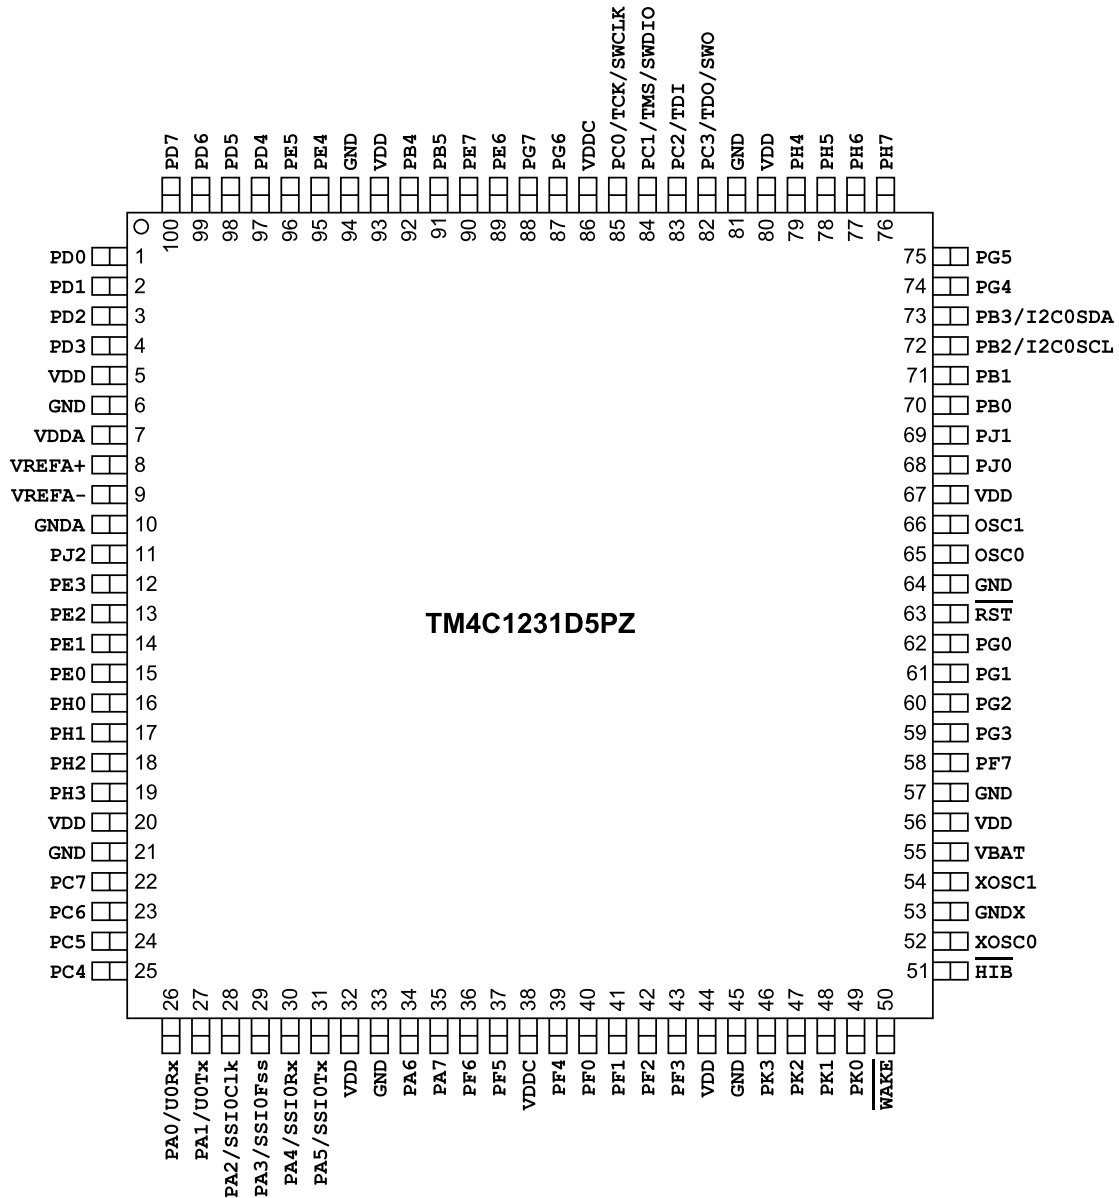 PD7 PD6 PD5 PD4 PE5 PE4 GND VDD PB4 PB5 PE7 PE6 PG7 PG6 VDDC PC0/TCK/SWCLK PC1/TMS/SWDIO PC2/TDI PC3/TDO/SWO GND VDD PH4 PH5 PH6 PH7
100 99 98 97 96 95 94 93 92 91 90 89 88 87 86 85 84 83 82 81 80 79 78 77 76
PD0 1 75 PG5
PD1 2 74 PG4
PD2 3 73 PB3/I2C0SDA
PD3 4 72 PB2/I2C0SCL
VDD 5 71 PB1
GND 6 70 PB0
VDDA 7 69 PJ1
VREFA+ 8 68 PJ0
VREFA- 9 67 VDD
GNDA 10 66 OSC1
PJ2 11 65 OSC0
PE3 12 64 GND
PE2 13 63 RST
TM4C1231D5PZ
PE1 14 62 PG0
PE0 15 61 PG1
PH0 16 60 PG2
PH1 17 59 PG3
PH2 18 58 PF7
PH3 19 57 GND
VDD 20 56 VDD
GND 21 55 VBAT
PC7 22 54 XOSC1
PC6 23 53 GNDX
PC5 24 52 XOSC0
PC4 25 51 HIB
26 27 28 29 30 31 32 33 34 35 36 37 38 39 40 41 42 43 44 45 46 47 48 49 50
PA0/U0Rx PA1/U0Tx PA2/SSI0Clk PA3/SSI0Fss PA4/SSI0Rx PA5/SSI0Tx VDD GND PA6 PA7 PF6 PF5 VDDC PF4 PF0 PF1 PF2 PF3 VDD GND PK3 PK2 PK1 PK0 WAKE